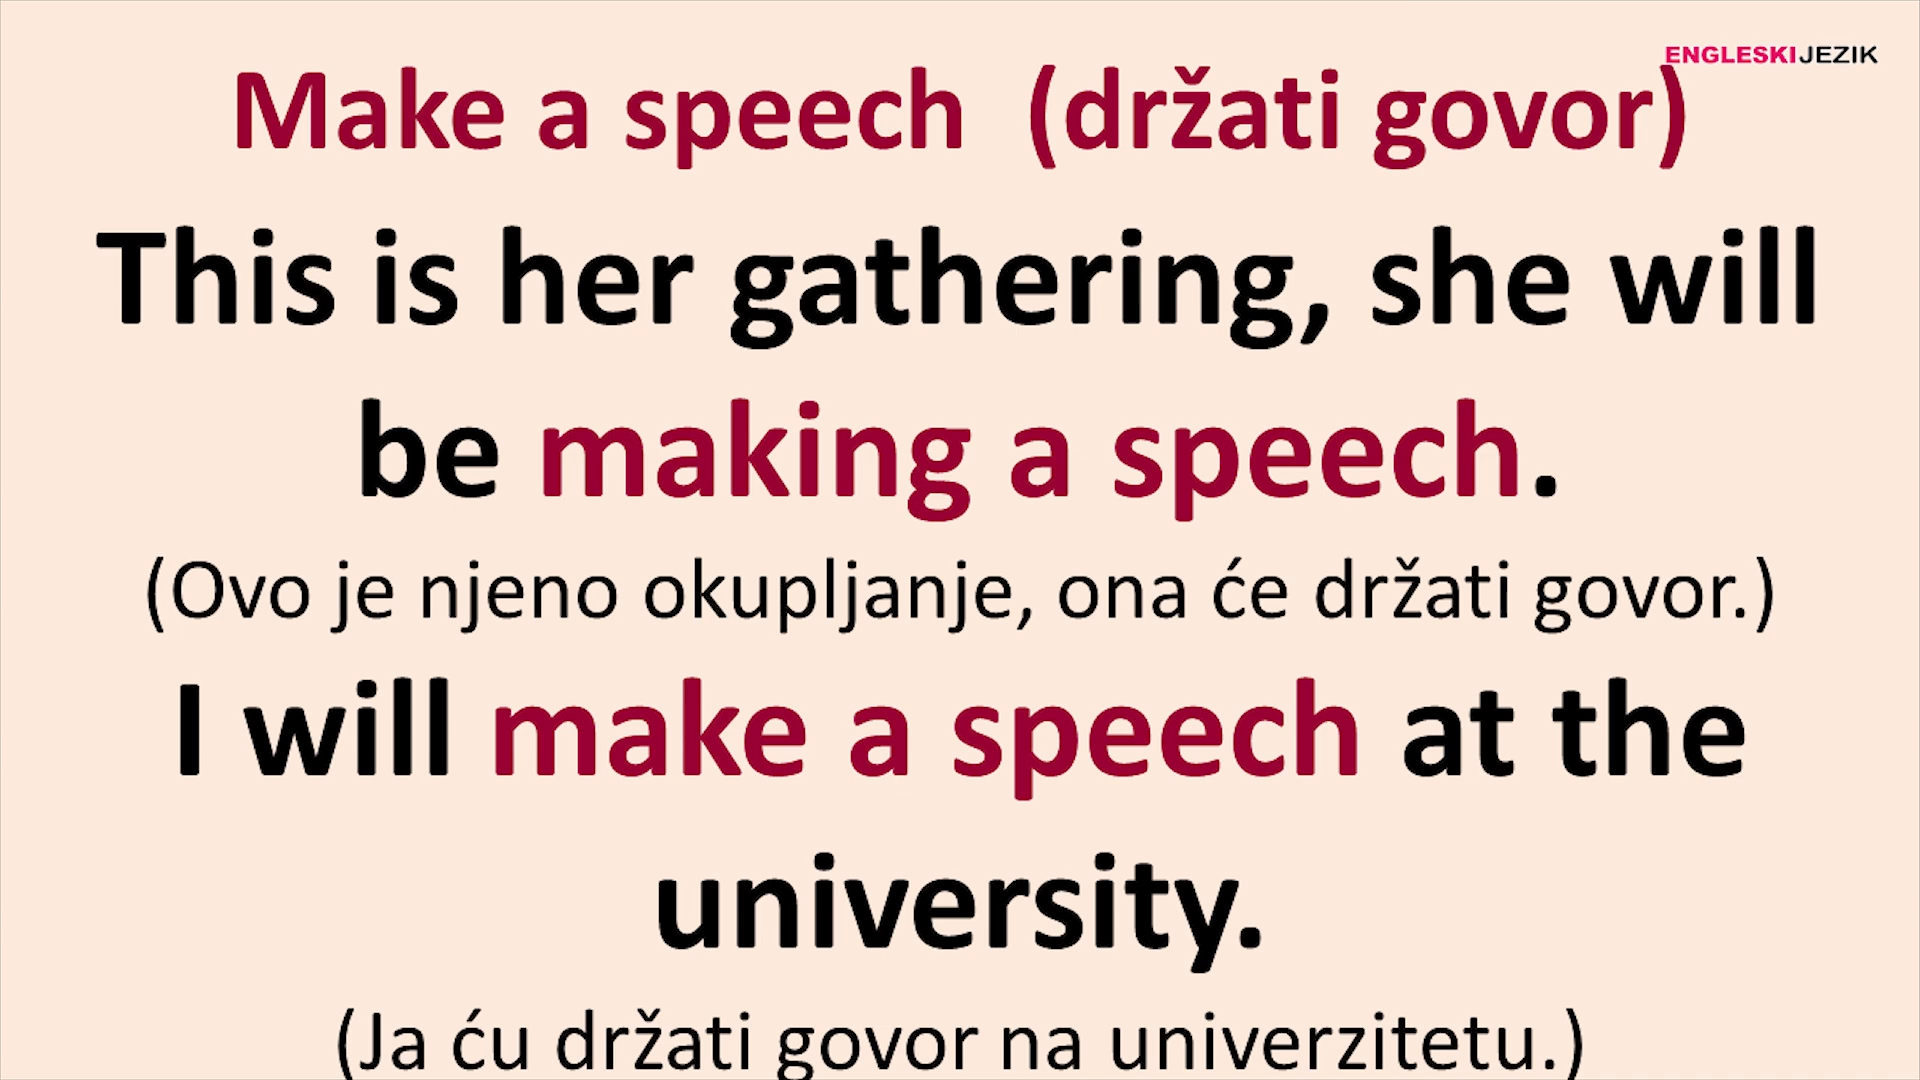 ENGLESKIJEZIK
Make a speech (držati govor)
This is her gathering, she will
be making a speech.
(Ovo je njeno okupljanje, ona će držati govor.)
I will make a speech at the
university.
(Ja ću držati govor na univerzitetu.)